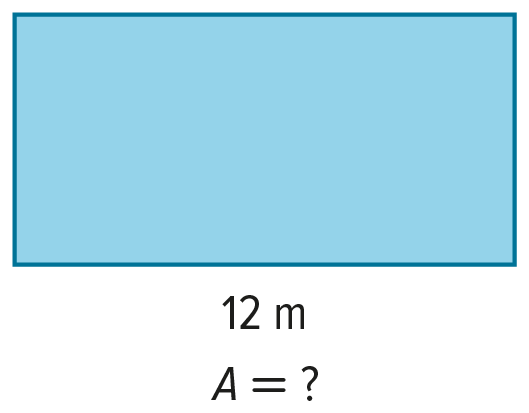 12 m
A = ?